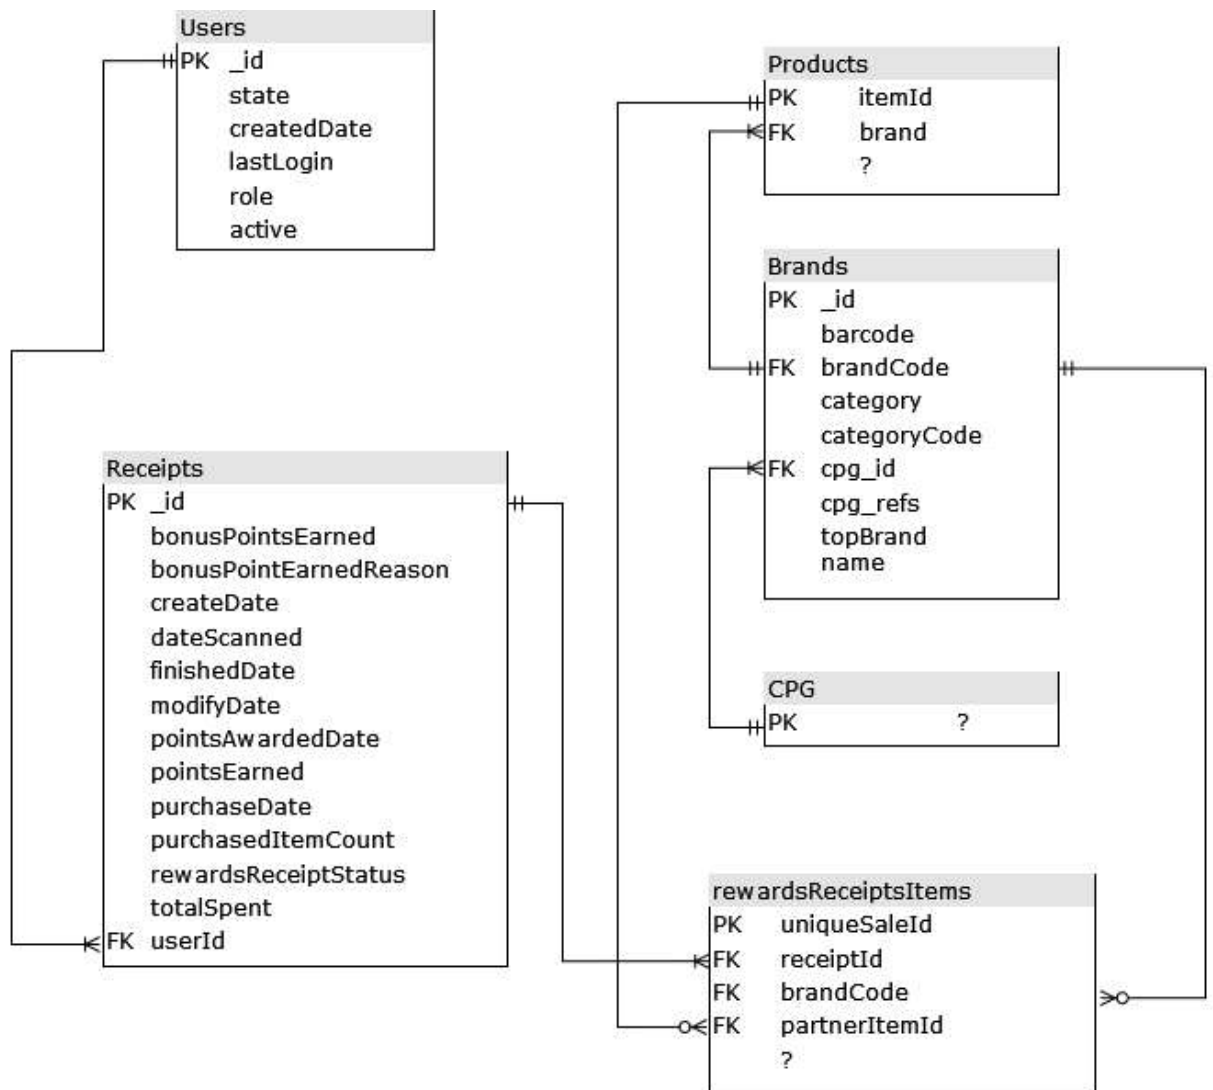 Users
PK _id
state
createdDate
lastLogin
role
active
Products
PK itemId
FK brand
?
Brands
PK _id
barcode
FK brandCode
category
categoryCode
FK cpg_id
cpg_refs
topBrand
name
Receipts
PK _id
bonusPointsEarned
bonusPointEarnedReason
createDate
dateScanned
finishedDate
modifyDate
pointsAwardedDate
pointsEarned
purchaseDate
purchasedItemCount
rewardsReceiptStatus
totalSpent
FK userId
CPG
PK ?
rewardsReceiptsItems
PK uniqueSaleId
FK receiptId
FK brandCode
FK partnerItemId
?